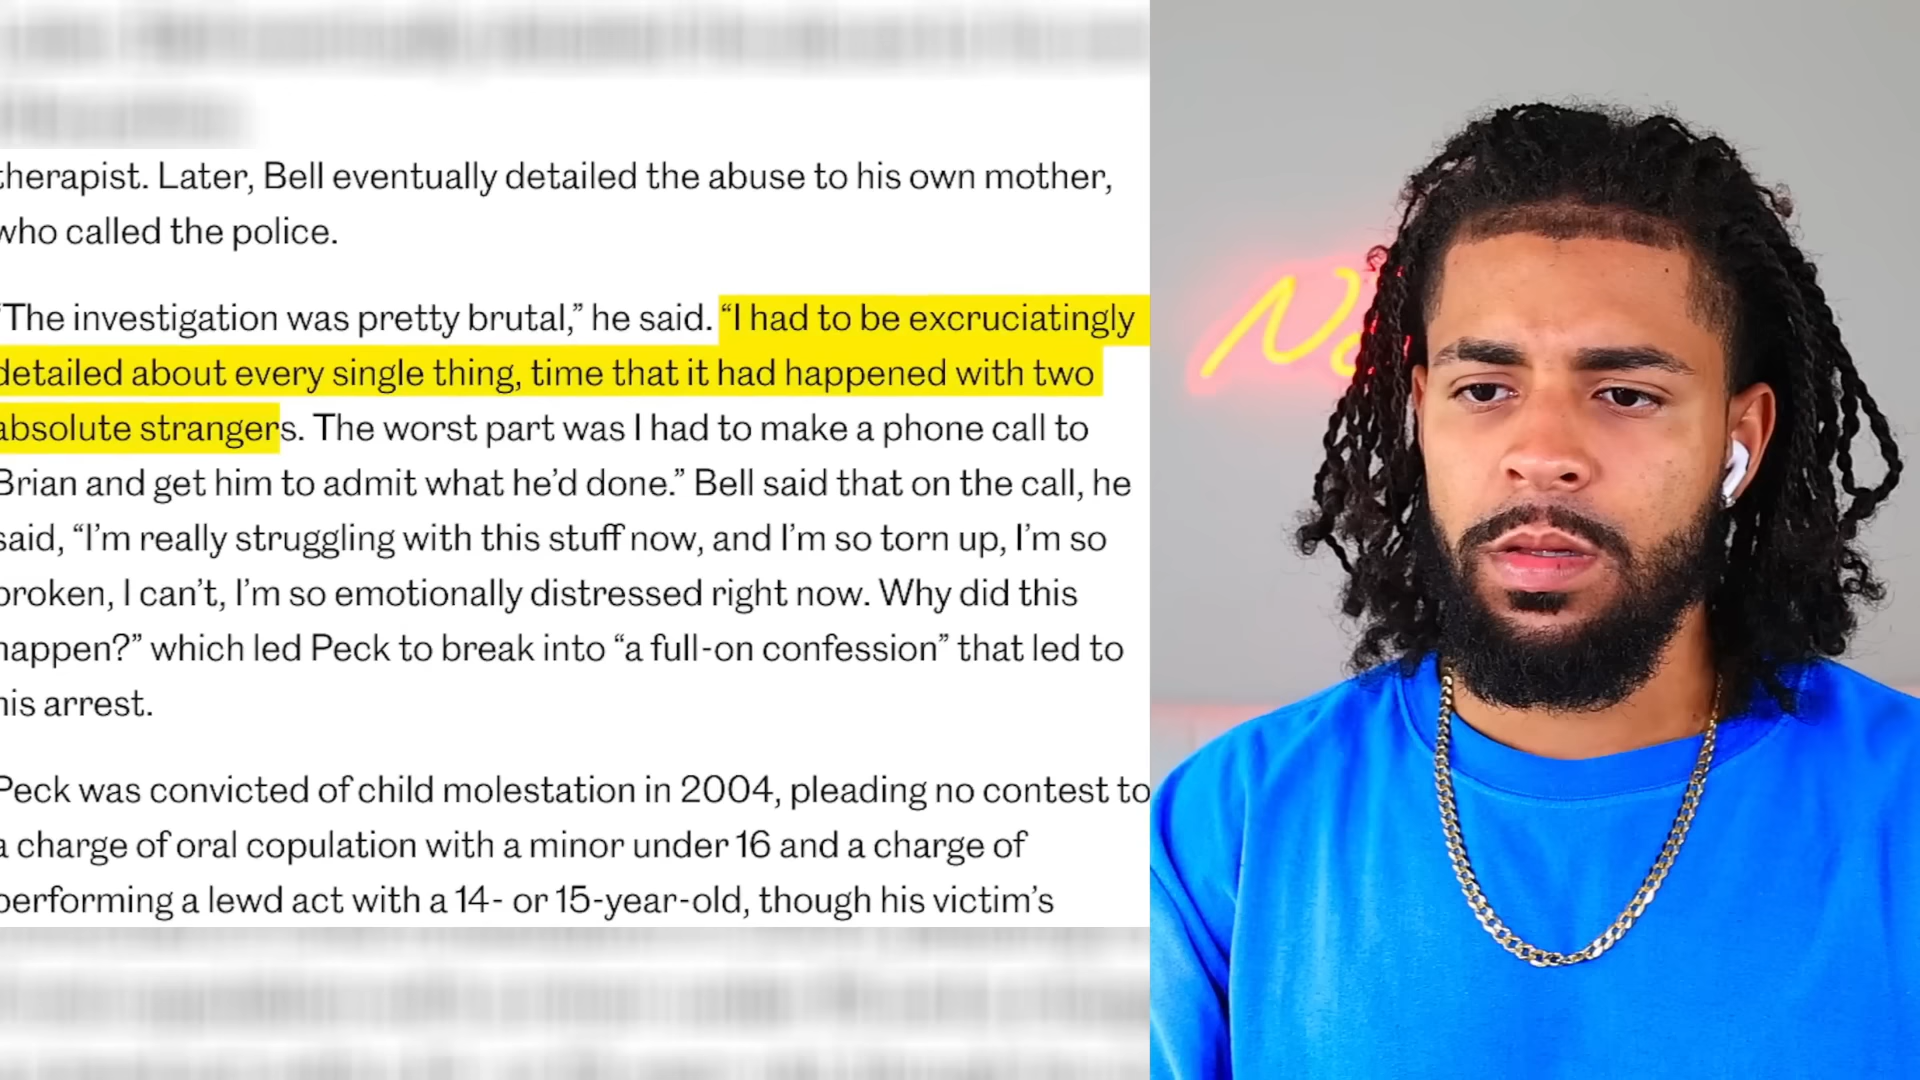 therapist. Later, Bell eventually detailed the abuse to his own mother,
who called the police.
“The investigation was pretty brutal,” he said. “I had to be excruciatingly
detailed about every single thing, time that it had happened with two
absolute strangers. The worst part was I had to make a phone call to
Brian and get him to admit what he’d done.” Bell said that on the call, he
said, “I’m really struggling with this stuff now, and I’m so torn up, I’m so
broken, I can’t, I’m so emotionally distressed right now. Why did this
happen?” which led Peck to break into “a full-on confession” that led to
his arrest.
Peck was convicted of child molestation in 2004, pleading no contest to
a charge of oral copulation with a minor under 16 and a charge of
performing a lewd act with a 14- or 15-year-old, though his victim’s